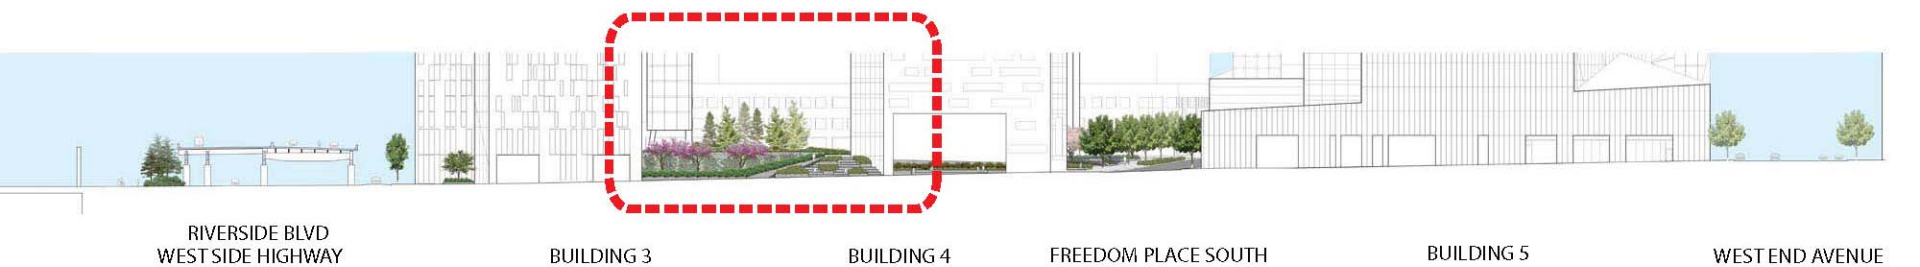 RIVERSIDE BLVD
WEST SIDE HIGHWAY
BUILDING 3
BUILDING 4
FREEDOM PLACE SOUTH
BUILDING 5
WEST END AVENUE